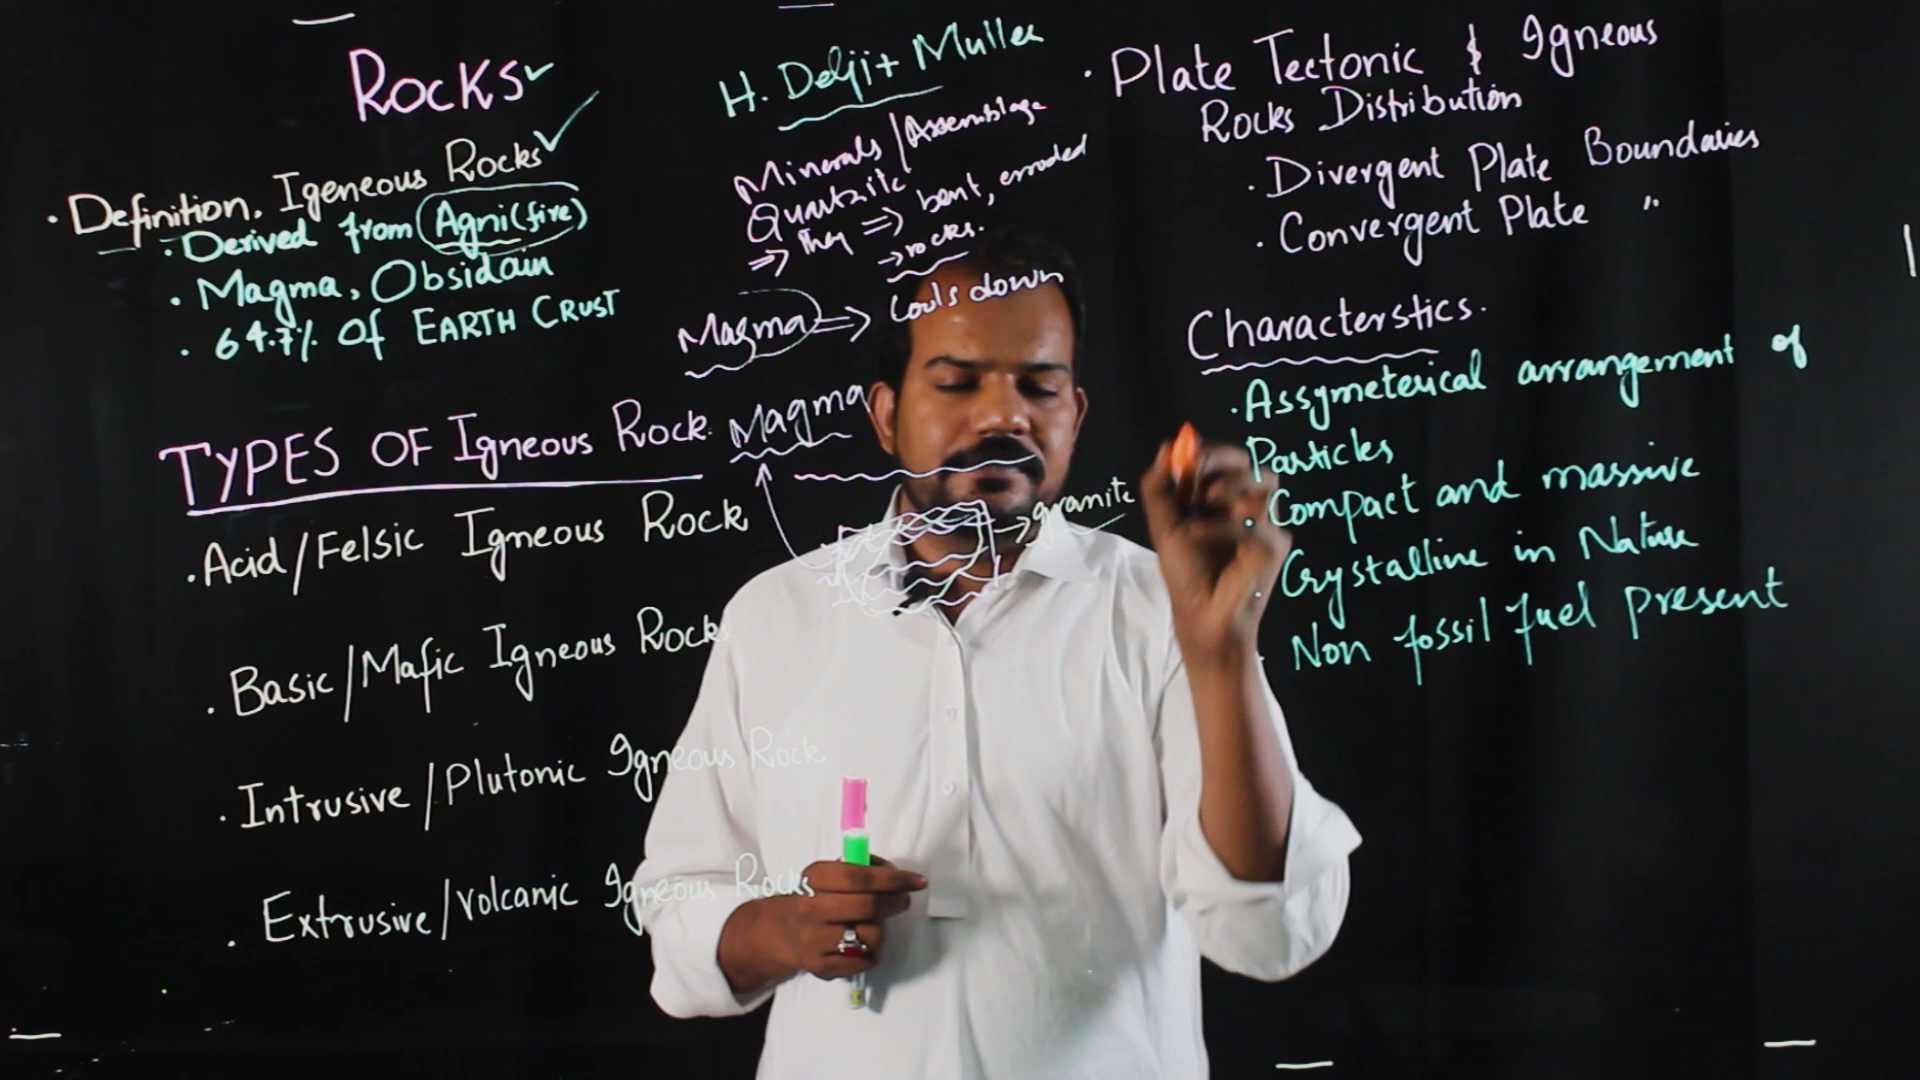 ROCKS
· Definition. Igeneous Rocks
· Derived from Agni (fire)
· Magma, Obsidain
· 64.7% Of EARTH CRUST
TYPES OF Igneous Rock.
· Acid/Felsic Igneous Rock
· Basic/Mafic Igneous Rocks
· Intrusive/Plutonic Igneous Rock
· Extrusive/Volcanic Igneous Rocks
H.
Minerals/Assemblage
Quartzite
⇒ they ⇒ bent, erroded
→ rocks.
Magma ⇒ Cools down
Magma
→ granite
· Plate Tectonic & Igneous
Rocks Distribution
· Divergent Plate Boundaries
· Convergent Plate "
Characterstics.
· Assymeterical arrangement of
Particles
· Compact and massive
· Crystalline in Nature
· Non fossil fuel present